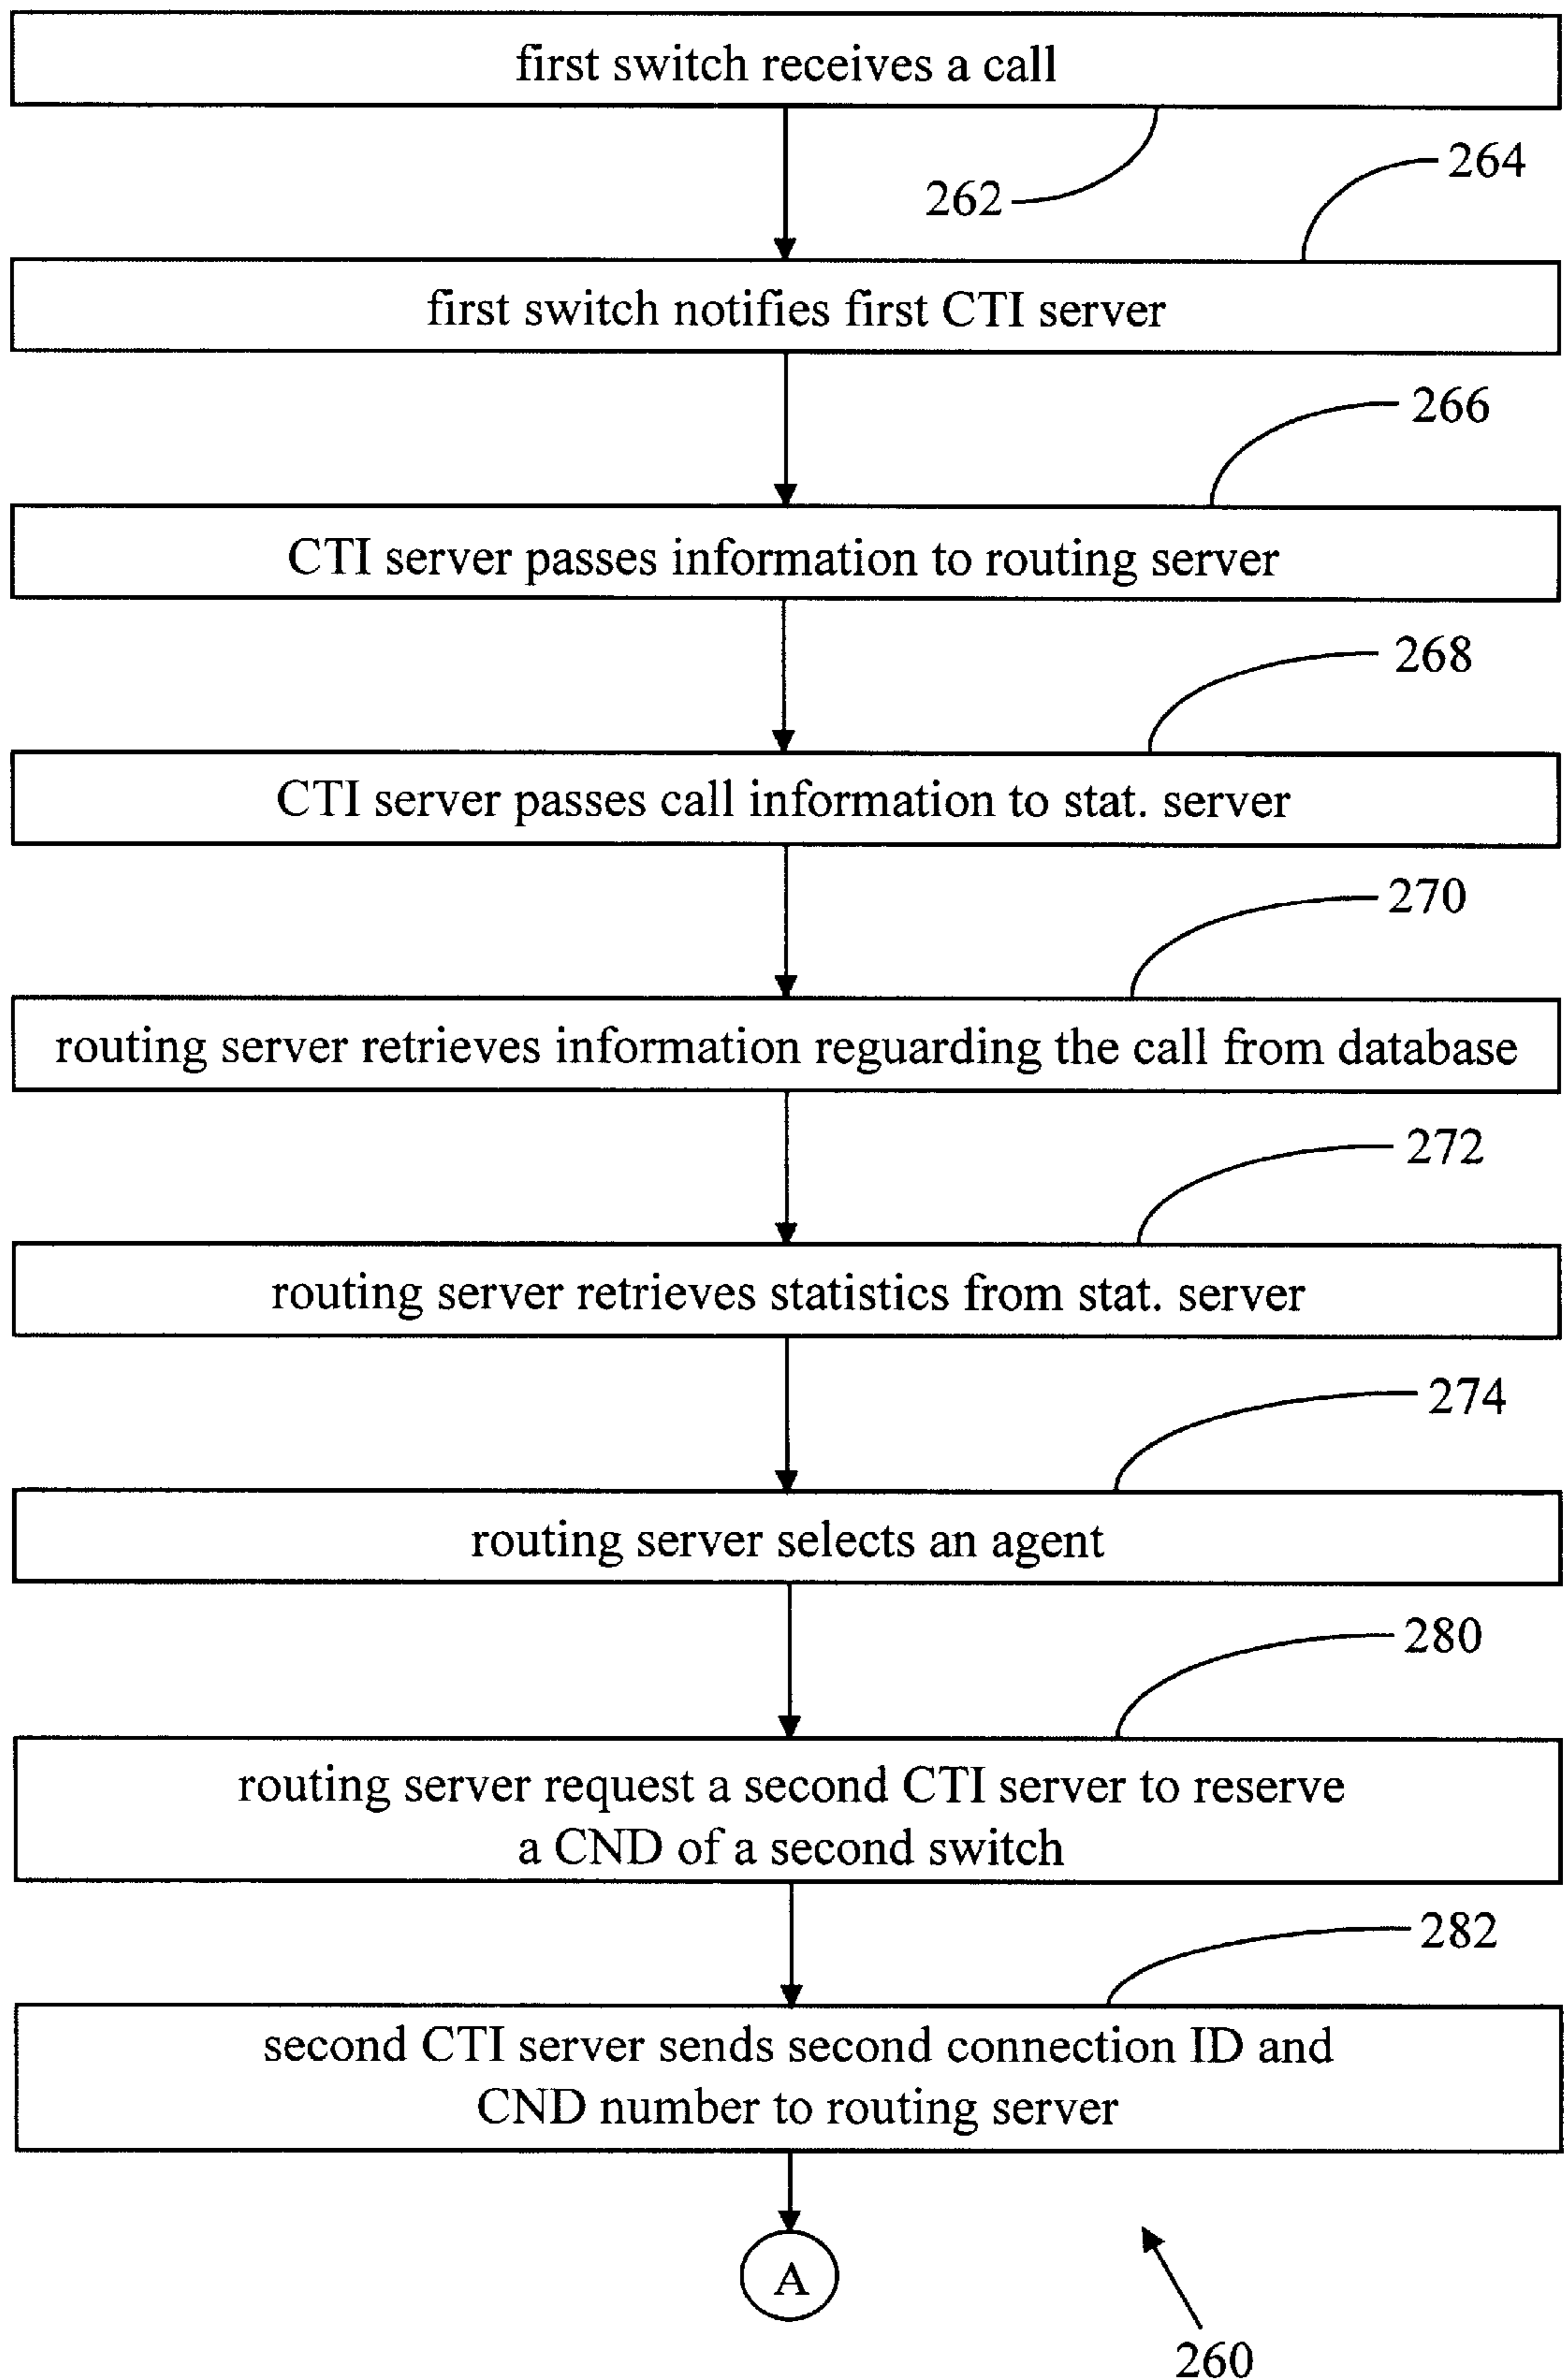 first switch receives a call
262
264
first switch notifies first CTI server
266
CTI server passes information to routing server
268
CTI server passes call information to stat. server
270
routing server retrieves information reguarding the call from database
272
routing server retrieves statistics from stat. server
274
routing server selects an agent
280
routing server request a second CTI server to reserve
a CND of a second switch
282
second CTI server sends second connection ID and
CND number to routing server
A
260